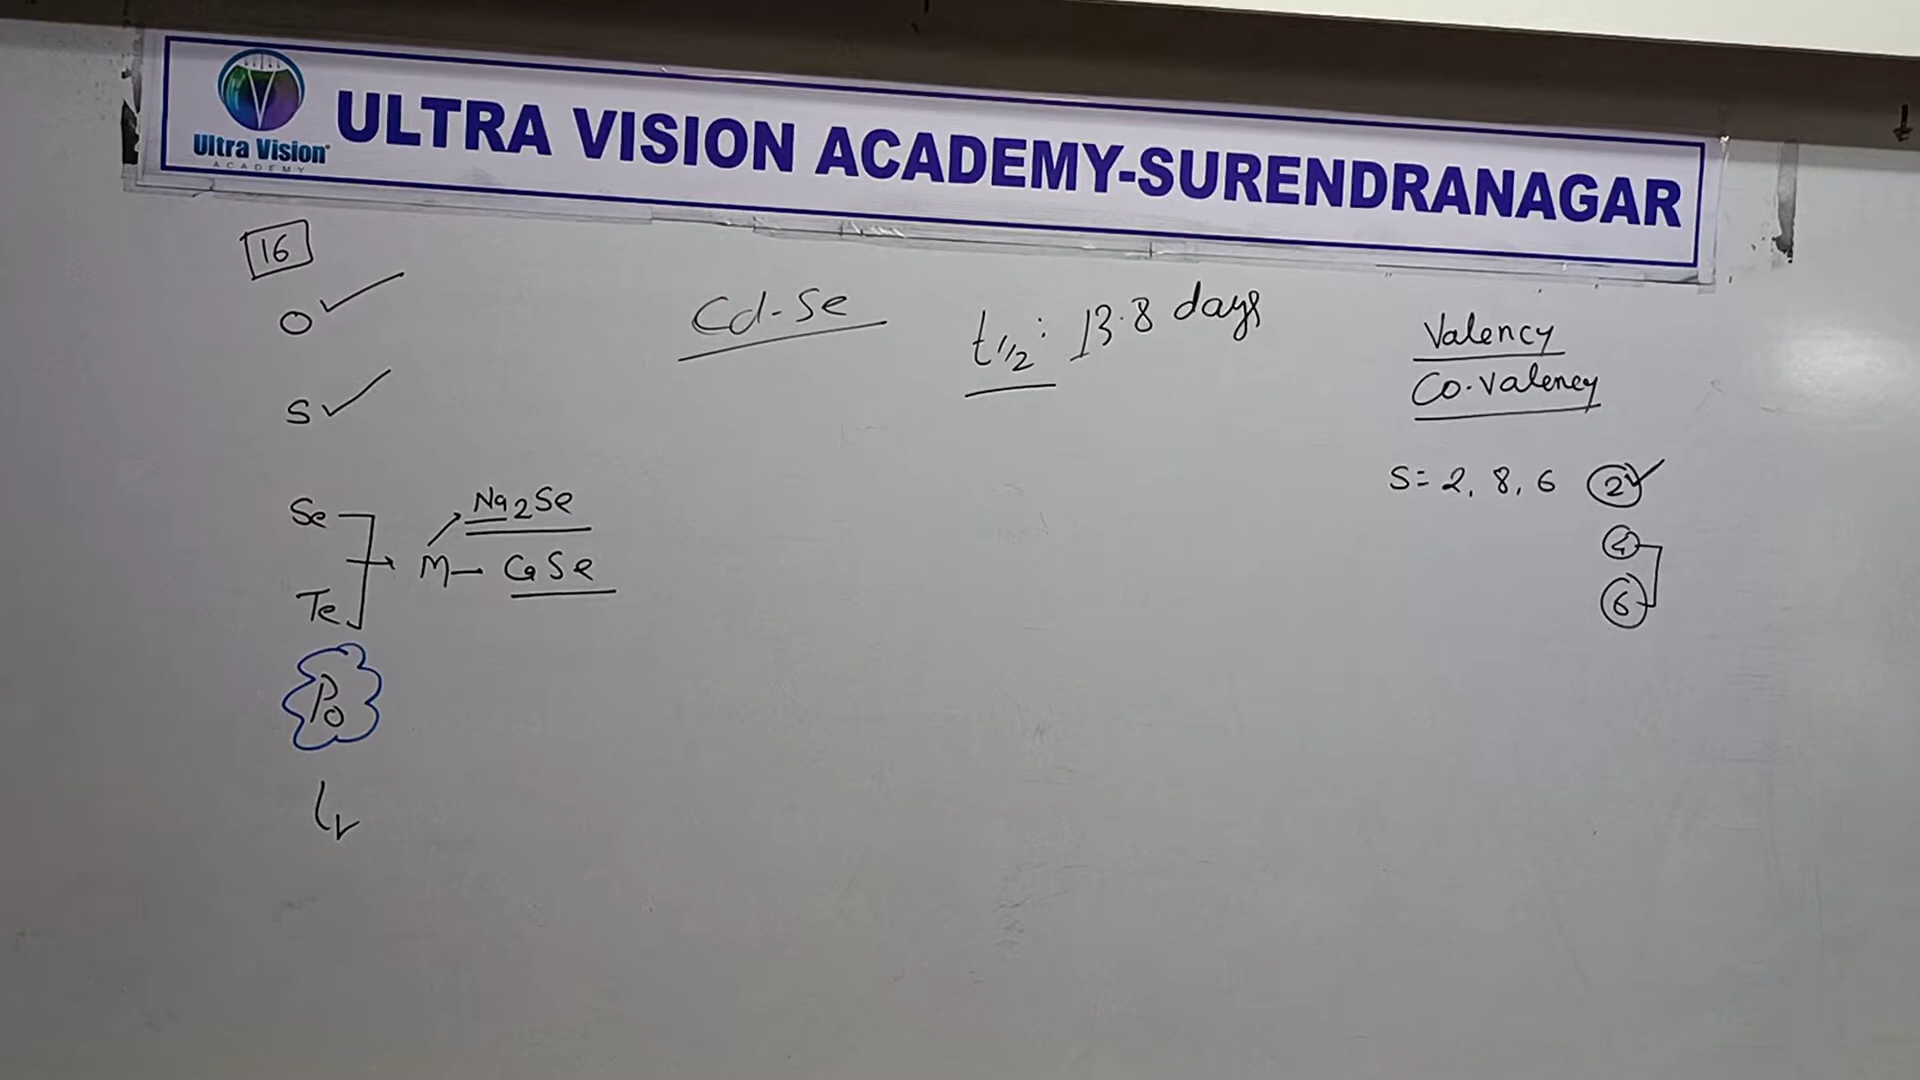 Ultra Vision
ACADEMY
ULTRA VISION ACADEMY-SURENDRANAGAR
16
O
S
Se
Te
Po
Lv
Na2Se
M
CaSe
Cd-Se
t1/2: 13.8 days
Valency
Co-valency
S = 2, 8, 6 2
4
6